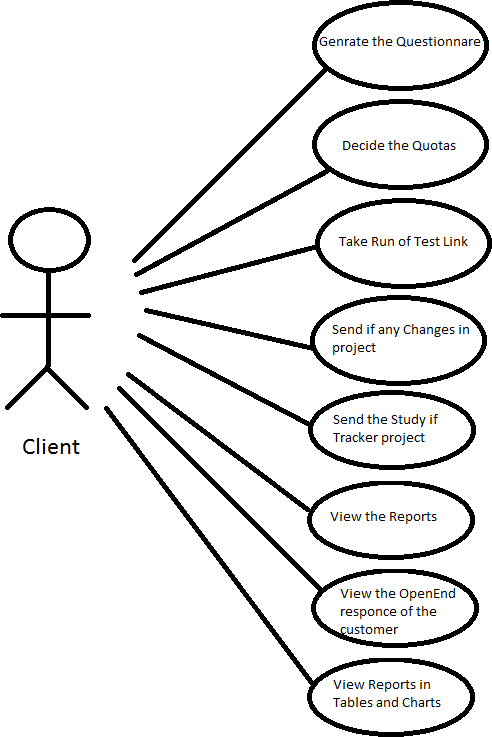 Genrate the Questionnare
Decide the Quotas
Take Run of Test Link
Send if any Changes in
project
Send the Study if
Tracker project
Client
View the Reports
View the OpenEnd
responce of the
customer
View Reports in
Tables and Charts